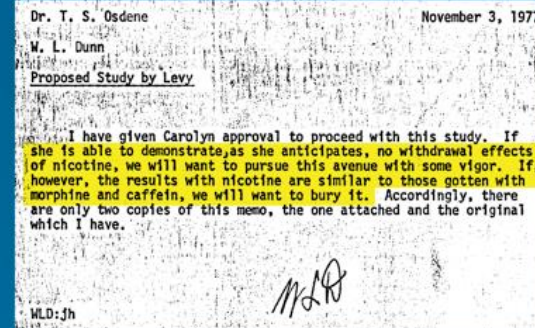 Dr. T. S. Osdene November 3, 1977
W. L. Dunn
Proposed Study by Levy
I have given Carolyn approval to proceed with this study. If
she is able to demonstrate, as she anticipates, no withdrawal effects
of nicotine, we will want to pursue this avenue with some vigor. If
however, the results with nicotine are similar to those gotten with
morphine and caffein, we will want to bury it. Accordingly, there
are only two copies of this memo, the one attached and the original
which I have.
WLD
WLD:jh